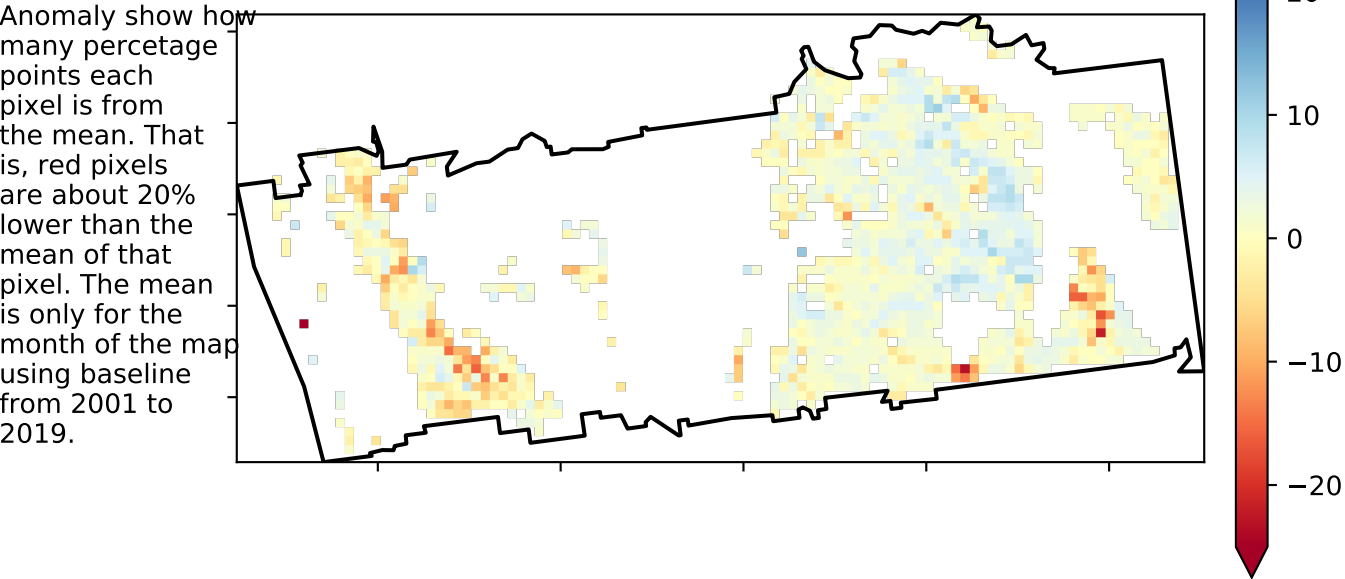 Anomaly show how
many percetage
points each
pixel is from
the mean. That
is, red pixels
are about 20%
lower than the
mean of that
pixel. The mean
is only for the
month of the map
using baseline
from 2001 to
2019.
10
0
−10
−20